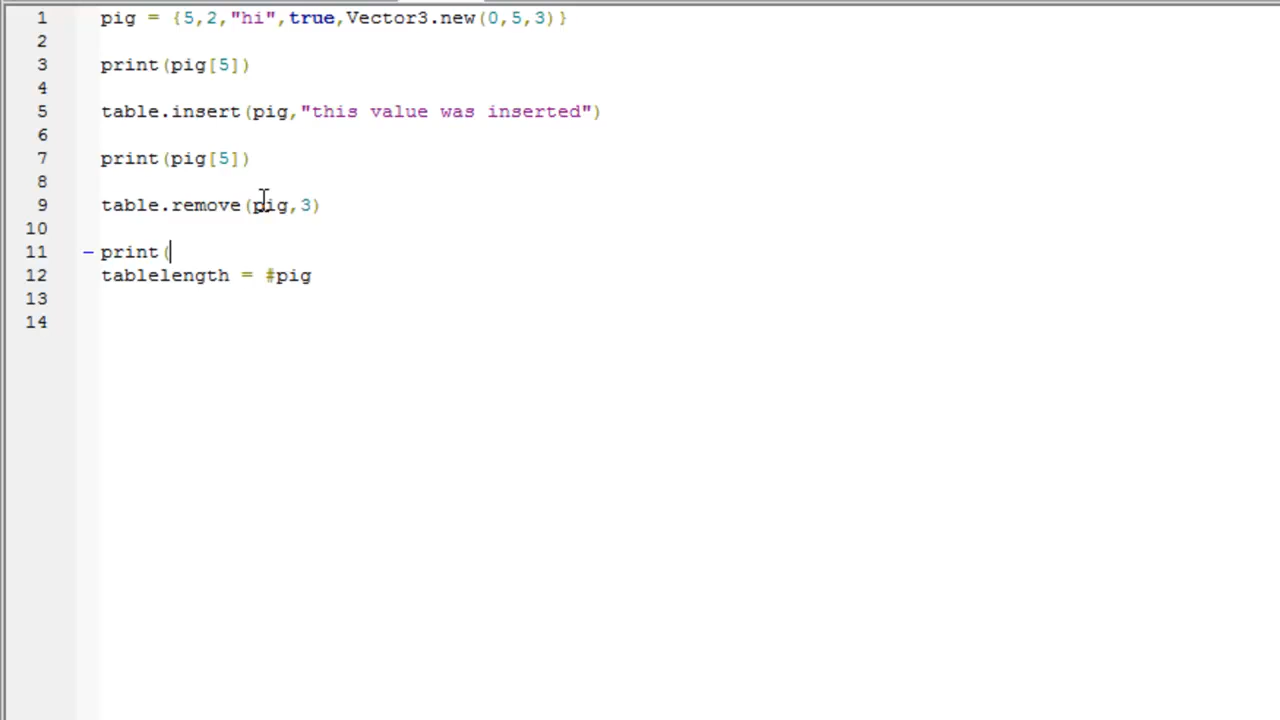 1 pig = {5,2,"hi",true,Vector3.new(0,5,3)}
2
3 print(pig[5])
4
5 table.insert(pig,"this value was inserted")
6
7 print(pig[5])
8
9 table.remove(pig,3)
10
11 print(
12 tablelength = #pig
13
14